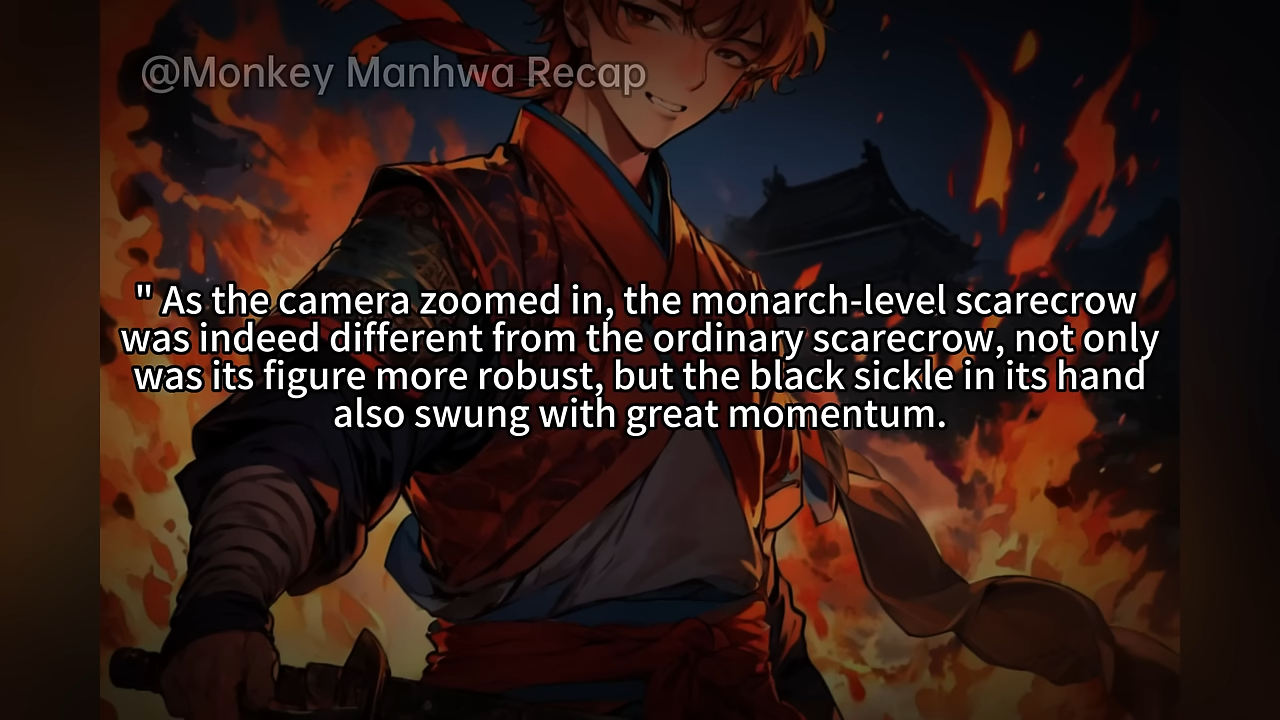 @Monkey Manhwa Recap
" As the camera zoomed in, the monarch-level scarecrow
was indeed different from the ordinary scarecrow, not only
was its figure more robust, but the black sickle in its hand
also swung with great momentum.